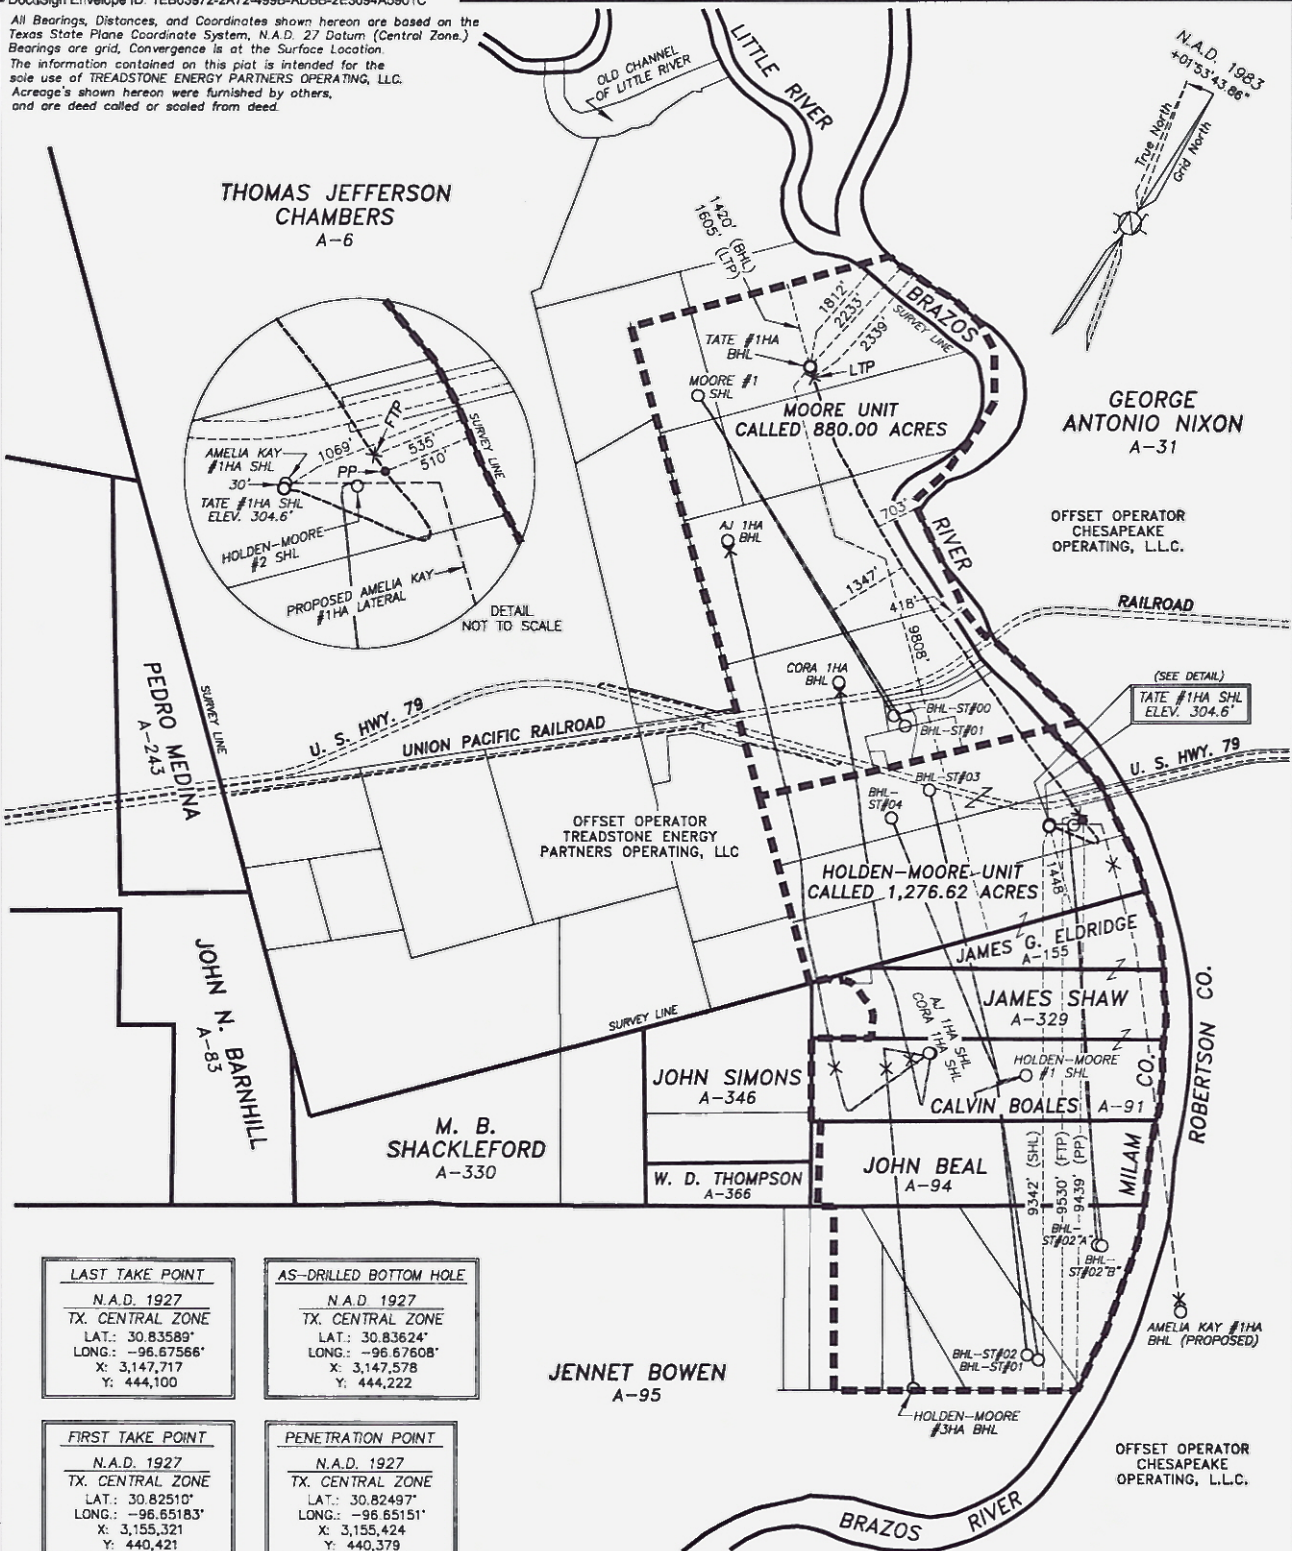 All Bearings, Distances, and Coordinates shown hereon are based on the
Texas State Plane Coordinate System, N.A.D. 27 Datum (Central Zone.)
Bearings are grid, Convergence is at the Surface Location.
The information contained on this plat is intended for the
sole use of TREADSTONE ENERGY PARTNERS OPERATING, LLC.
Acreage's shown hereon were furnished by others,
and are deed called or scaled from deed.
OLD CHANNEL
OF LITTLE RIVER
LITTLE RIVER
N.A.D. 1983
+01°53'43.86"
True North
Grid North
THOMAS JEFFERSON
CHAMBERS
A-6
1420' (BHL)
1605' (LTP)
1812'
2233'
2339'
BRAZOS
SURVEY LINE
TATE #1HA
BHL
LTP
MOORE #1
SHL
MOORE UNIT
CALLED 880.00 ACRES
GEORGE
ANTONIO NIXON
A-31
AMELIA KAY
#1HA SHL
1069'
FTP
535'
510'
SURVEY LINE
30'
PP
TATE #1HA SHL
ELEV. 304.6'
HOLDEN-MOORE
#2 SHL
PROPOSED AMELIA KAY
#1HA LATERAL
DETAIL
NOT TO SCALE
AJ 1HA
BHL
703'
RIVER
OFFSET OPERATOR
CHESAPEAKE
OPERATING, L.L.C.
1347'
418'
9808'
RAILROAD
PEDRO MEDINA
A-243
SURVEY LINE
CORA 1HA
BHL
(SEE DETAIL)
TATE #1HA SHL
ELEV. 304.6'
U. S. HWY. 79
UNION PACIFIC RAILROAD
BHL-ST#00
BHL-ST#01
BHL-ST#03
BHL-
ST#04
U. S. HWY. 79
OFFSET OPERATOR
TREADSTONE ENERGY
PARTNERS OPERATING, LLC
HOLDEN-MOORE UNIT
CALLED 1,276.62 ACRES
1448'
JAMES G. ELDRIDGE
A-155
JOHN N. BARNHILL
A-83
SURVEY LINE
JAMES SHAW
A-329
AJ 1HA SHL
CORA 1HA SHL
HOLDEN-MOORE
#1 SHL
JOHN SIMONS
A-346
CALVIN BOALES A-91
MILAM CO.
ROBERTSON CO.
M. B.
SHACKLEFORD
A-330
W. D. THOMPSON
A-366
JOHN BEAL
A-94
9342' (SHL)
9530' (FTP)
9439' (PP)
BHL-
ST#02"A"
BHL-
ST#02"B"
AMELIA KAY #1HA
BHL (PROPOSED)
BHL-ST#02
BHL-ST#01
HOLDEN-MOORE
#3HA BHL
JENNET BOWEN
A-95
OFFSET OPERATOR
CHESAPEAKE
OPERATING, L.L.C.
BRAZOS RIVER
LAST TAKE POINT
N.A.D. 1927
TX. CENTRAL ZONE
LAT.: 30.83589°
LONG.: -96.67566°
X: 3,147,717
Y: 444,100
AS-DRILLED BOTTOM HOLE
N.A.D. 1927
TX. CENTRAL ZONE
LAT.: 30.83624°
LONG.: -96.67608°
X: 3,147,578
Y: 444,222
FIRST TAKE POINT
N.A.D. 1927
TX. CENTRAL ZONE
LAT.: 30.82510°
LONG.: -96.65183°
X: 3,155,321
Y: 440,421
PENETRATION POINT
N.A.D. 1927
TX. CENTRAL ZONE
LAT.: 30.82497°
LONG.: -96.65151°
X: 3,155,424
Y: 440,379